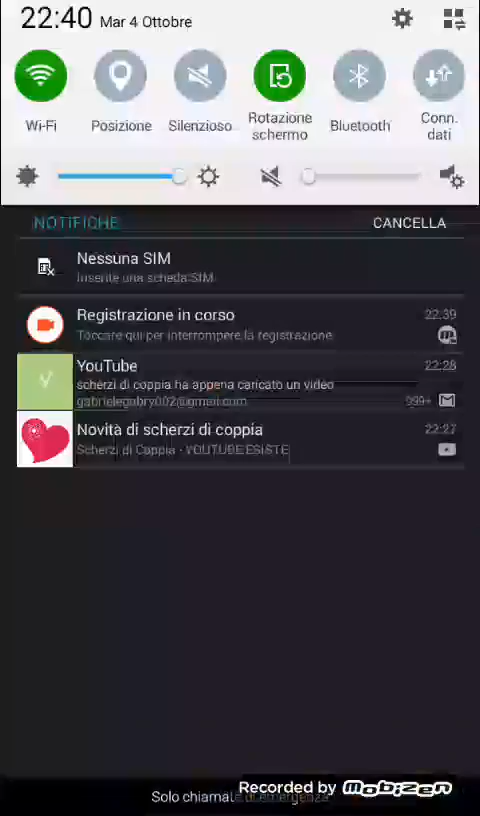 22:40 Mar 4 Ottobre
Wi-Fi
Posizione
Silenzioso
Rotazione
schermo
Bluetooth
Conn.
dati
NOTIFICHE
CANCELLA
Nessuna SIM
Inserite una scheda SIM.
Registrazione in corso 22:39
Toccare qui per interrompere la registrazione.
YouTube 22:28
scherzi di coppia ha appena caricato un video
gabrielegabry002@gmail.com 999+
Novità di scherzi di coppia 22:27
Scherzi di Coppia - YOUTUBE ESISTE
Solo chiamate di emergenza
Recorded by Mobizen